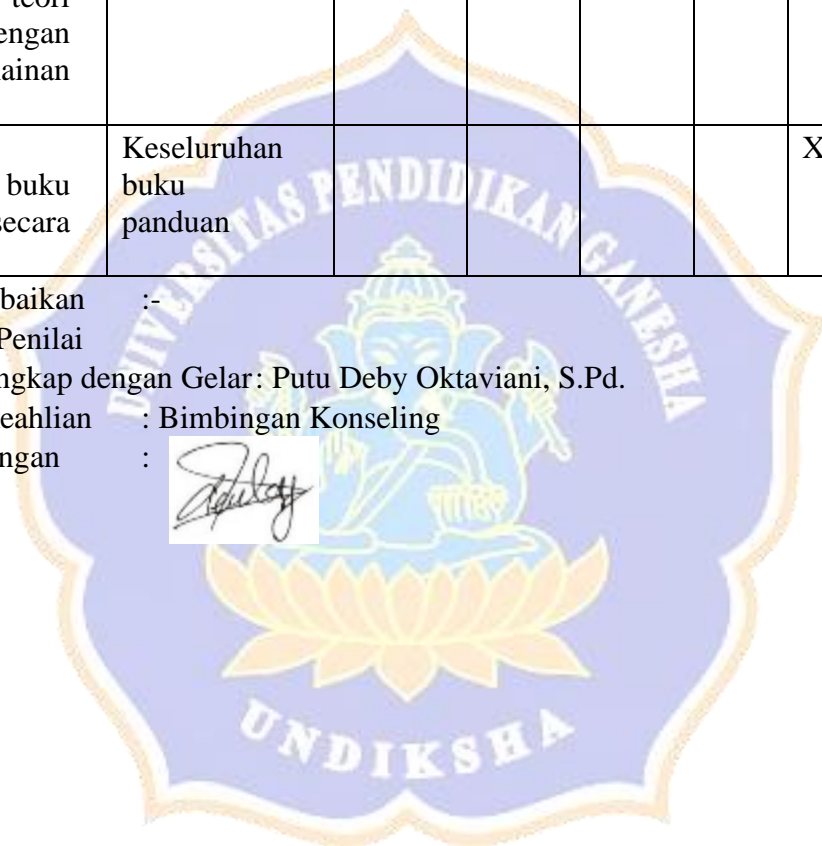 teori
engan
ainan
Keseluruhan
X
buku
buku
secara
panduan
baikan :-
Penilai
ngkap dengan Gelar: Putu Deby Oktaviani, S.Pd.
eahlian : Bimbingan Konseling
ngan :
UNIVERSITAS PENDIDIKAN GANESHA
UNDIKSHA